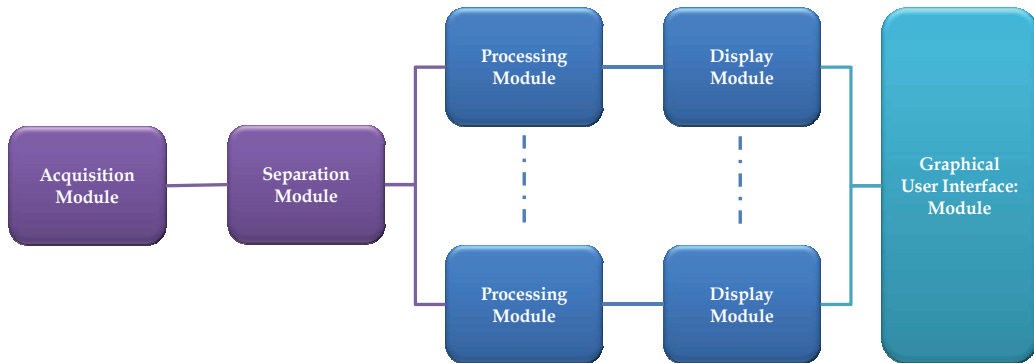 Acquisition
Module
Separation
Module
Processing
Module
Display
Module
Processing
Module
Display
Module
Graphical
User Interface:
Module